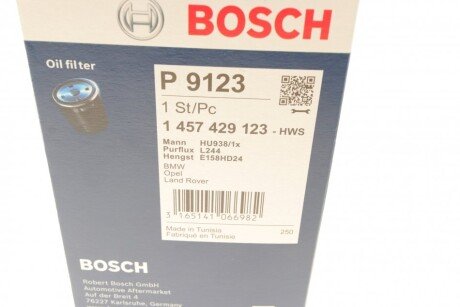 BOSCH
Oil filter
P 9123
1 St/Pc
1 457 429 123 - HWS
Mann HU938/1x
Purflux L244
Hengst E158HD24
BMW
Opel
Land Rover
3 165141 066982
Made in Tunisia
Fabriqué en Tunisie
250
BOSCH
Robert Bosch GmbH
Automotive Aftermarket
Auf der Breit 4
76227 Karlsruhe, Germany